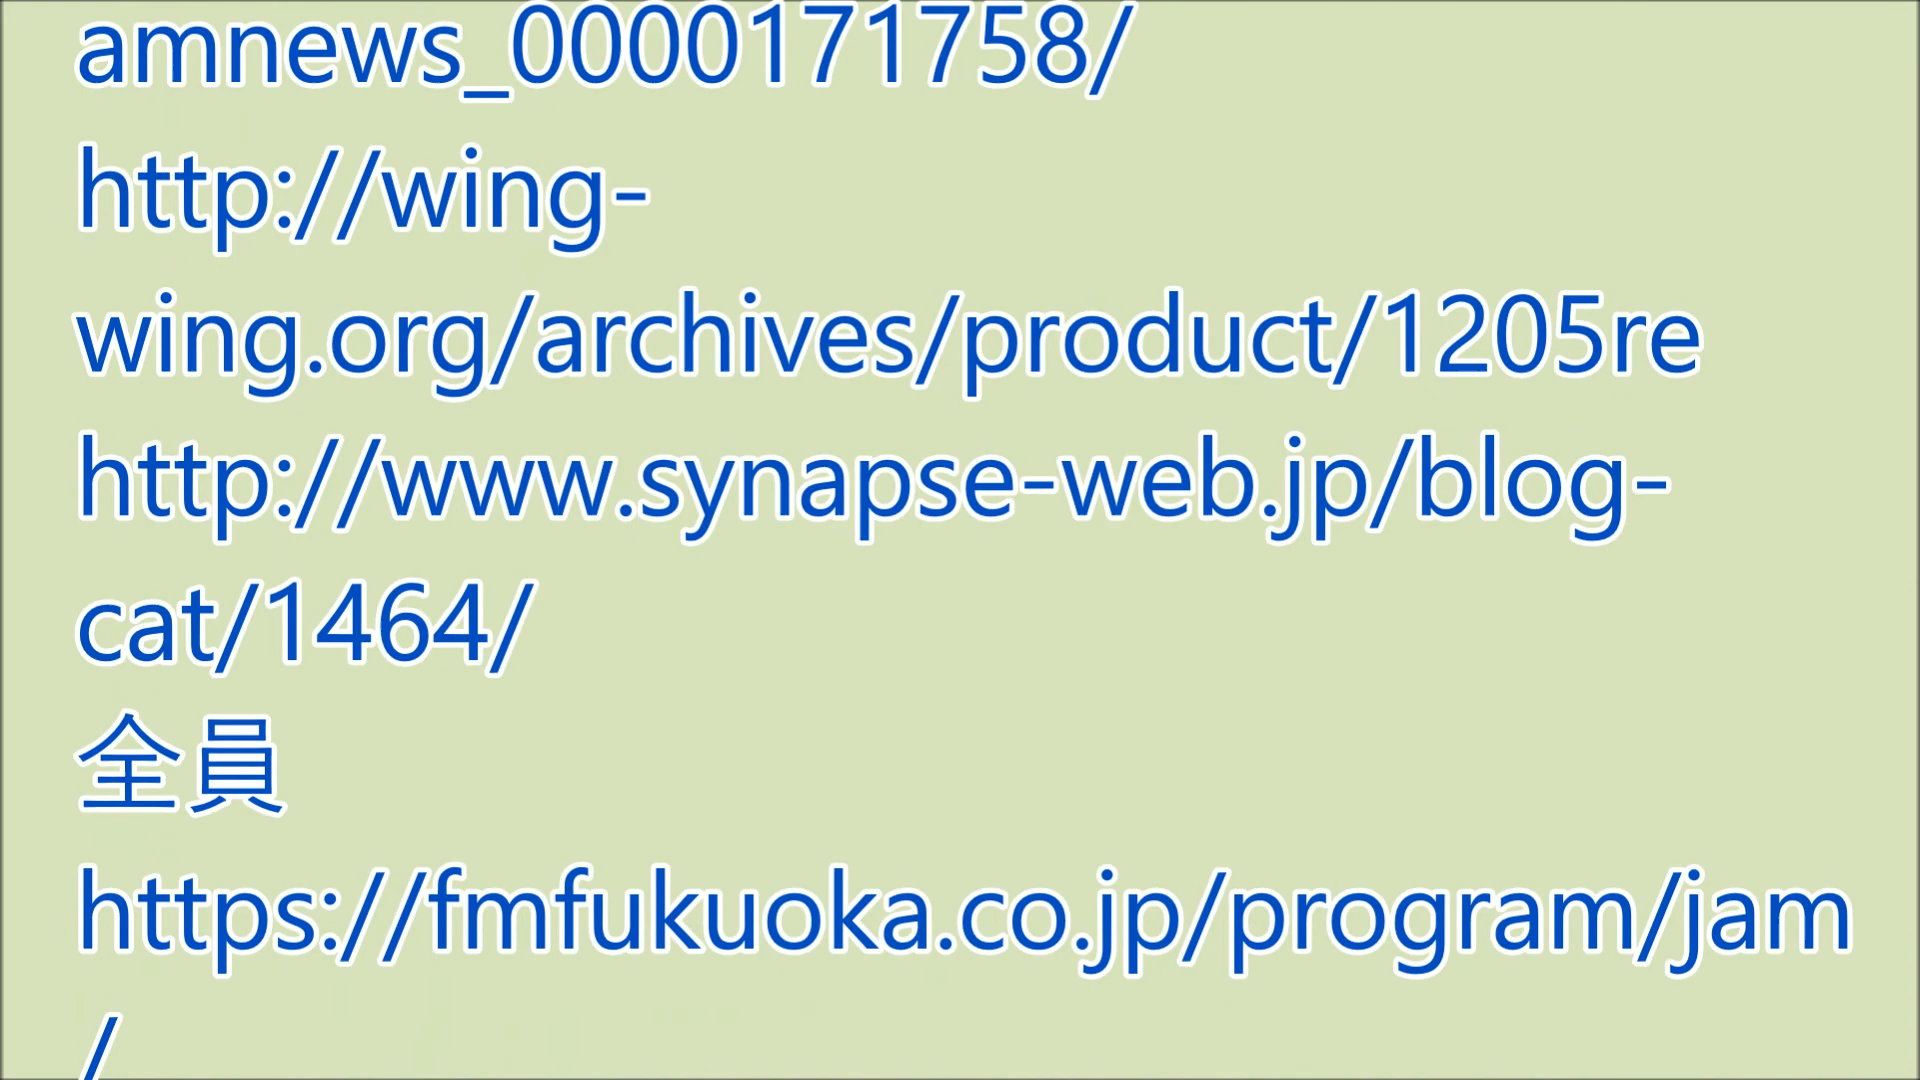 amnews_0000171758/
http://wing-
wing.org/archives/product/1205re
http://www.synapse-web.jp/blog-
cat/1464/
全員
https://fmfukuoka.co.jp/program/jam
/